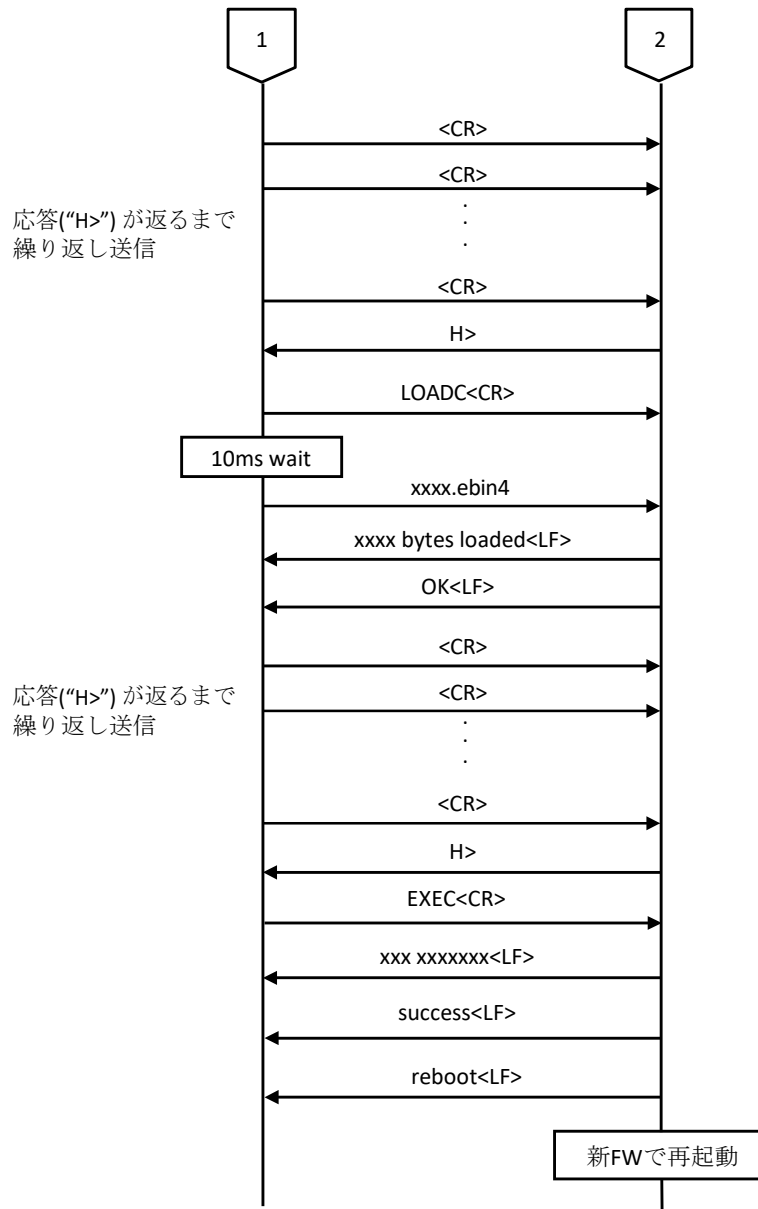 1
2
<CR>
<CR>
.
.
.
応答(“H>”) が返るまで
繰り返し送信
<CR>
H>
LOADC<CR>
10ms wait
xxxx.ebin4
xxxx bytes loaded<LF>
OK<LF>
<CR>
応答(“H>”) が返るまで
繰り返し送信
<CR>
.
.
.
<CR>
H>
EXEC<CR>
xxx xxxxxxx<LF>
success<LF>
reboot<LF>
新FWで再起動